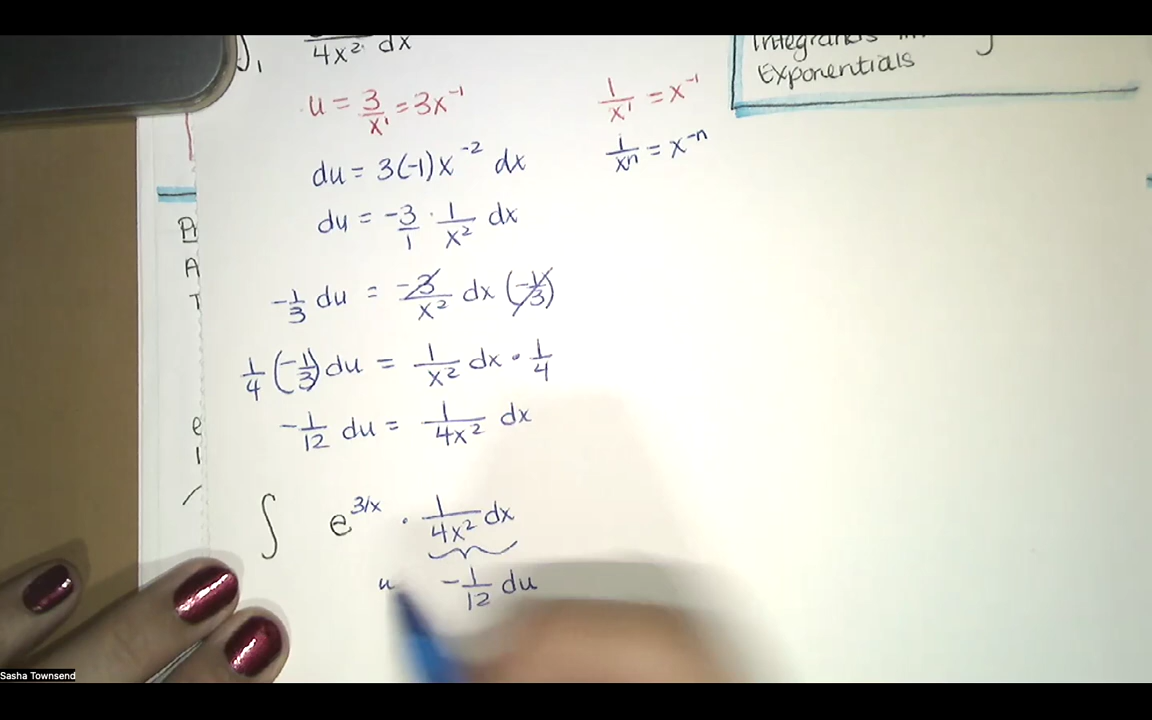 4x² dx
Integrands
Exponentials
u = 3/x¹ = 3x⁻¹
1/x¹ = x⁻¹
du = 3(-1)x⁻² dx
1/xⁿ = x⁻ⁿ
du = -3/1 · 1/x² dx
-1/3 du = -3/x² dx (-1/3)
1/4 (-1/3) du = 1/x² dx · 1/4
-1/12 du = 1/4x² dx
∫ e^3/x · 1/4x² dx
u -1/12 du
P
A
T
e
Sasha Townsend